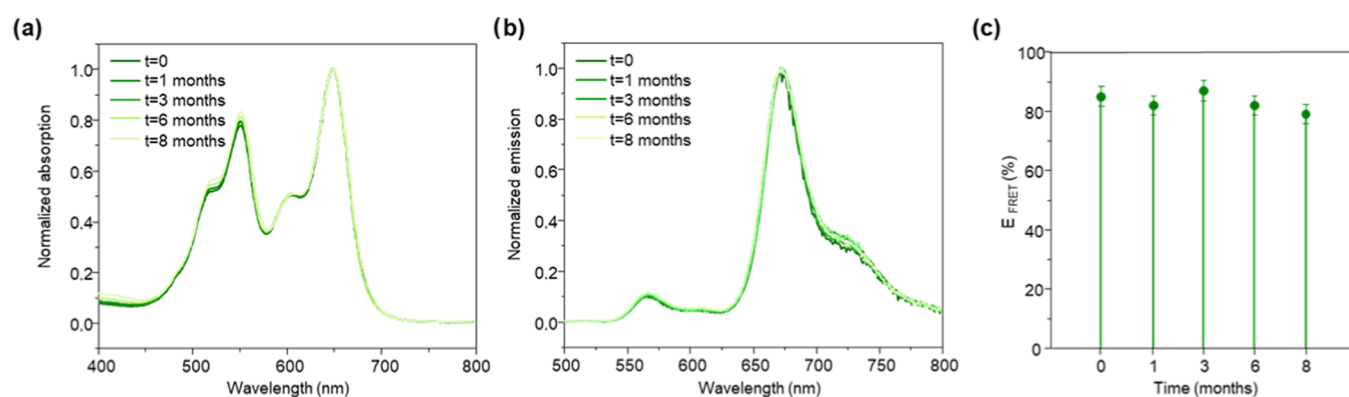 (a)
Normalized absorption
1.0
0.8
0.6
0.4
0.2
0.0
t=0
t=1 months
t=3 months
t=6 months
t=8 months
400
500
600
700
800
Wavelength (nm)
(b)
Normalized emission
1.0
0.8
0.6
0.4
0.2
0.0
t=0
t=1 months
t=3 months
t=6 months
t=8 months
500
550
600
650
700
750
800
Wavelength (nm)
(c)
E FRET (%)
100
80
60
40
20
0
0
1
3
6
8
Time (months)